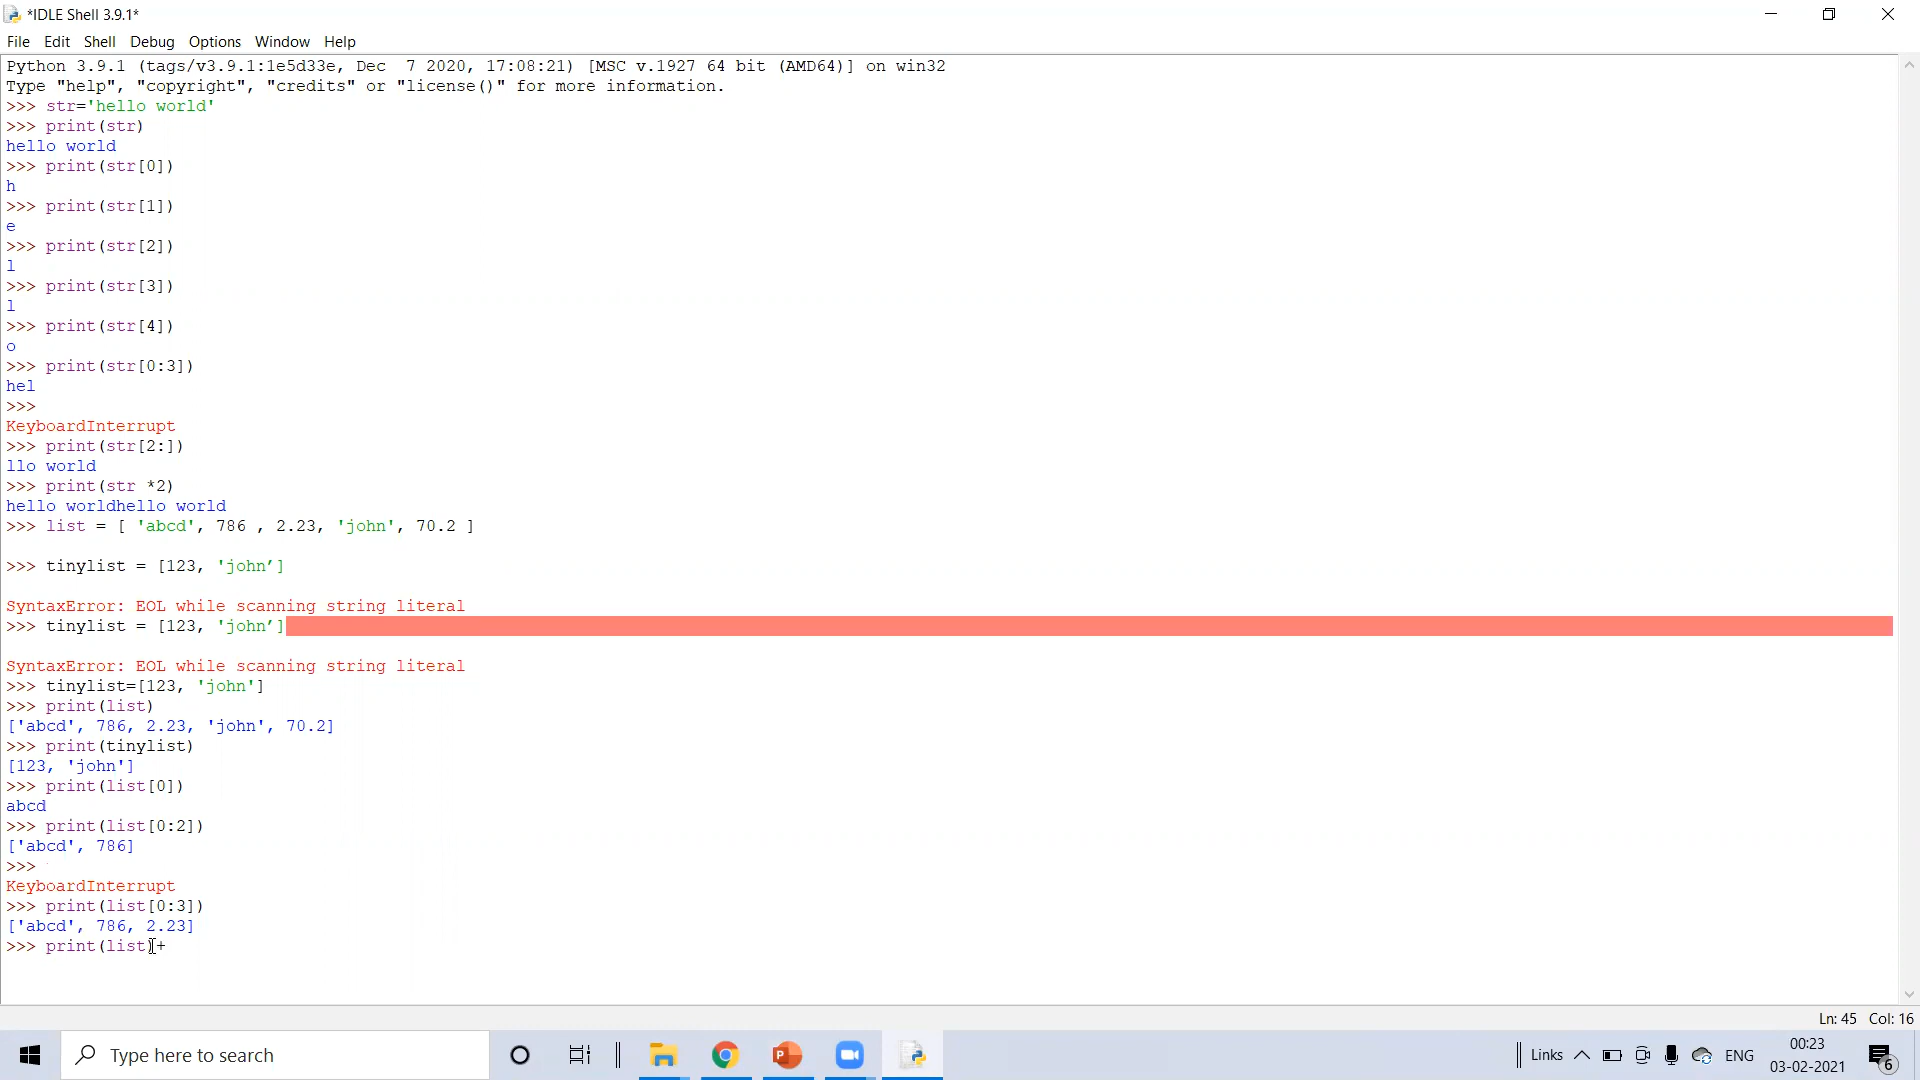 *IDLE Shell 3.9.1*
File Edit Shell Debug Options Window Help
Python 3.9.1 (tags/v3.9.1:1e5d33e, Dec  7 2020, 17:08:21) [MSC v.1927 64 bit (AMD64)] on win32
Type "help", "copyright", "credits" or "license()" for more information.
>>> str='hello world'
>>> print(str)
hello world
>>> print(str[0])
h
>>> print(str[1])
e
>>> print(str[2])
l
>>> print(str[3])
l
>>> print(str[4])
o
>>> print(str[0:3])
hel
>>>
KeyboardInterrupt
>>> print(str[2:])
llo world
>>> print(str *2)
hello worldhello world
>>> list = [ 'abcd', 786 , 2.23, 'john', 70.2 ]
>>> tinylist = [123, 'john’]
SyntaxError: EOL while scanning string literal
>>> tinylist = [123, 'john’]
SyntaxError: EOL while scanning string literal
>>> tinylist=[123, 'john']
>>> print(list)
['abcd', 786, 2.23, 'john', 70.2]
>>> print(tinylist)
[123, 'john']
>>> print(list[0])
abcd
>>> print(list[0:2])
['abcd', 786]
>>>
KeyboardInterrupt
>>> print(list[0:3])
['abcd', 786, 2.23]
>>> print(list)+
Ln: 45 Col: 16
Type here to search
Links
ENG
00:23
03-02-2021
6